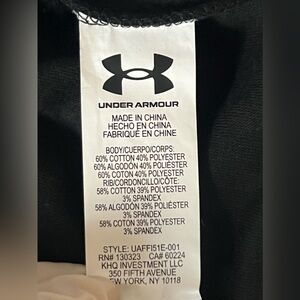 UNDER ARMOUR
MADE IN CHINA
HECHO EN CHINA
FABRIQUÉ EN CHINE
BODY/CUERPO/CORPS:
60% COTTON 40% POLYESTER
60% ALGODÓN 40% POLIÉSTER
60% COTON 40% POLYESTER
RIB/CORDONCILLO/CÔTE:
58% COTTON 39% POLYESTER
3% SPANDEX
58% ALGODÓN 39% POLIÉSTER
3% SPANDEX
58% COTON 39% POLYESTER
3% SPANDEX
STYLE: UAFFI51E-001
RN# 130323 CA# 60224
KHQ INVESTMENT LLC
350 FIFTH AVENUE
NEW YORK, NY 10118